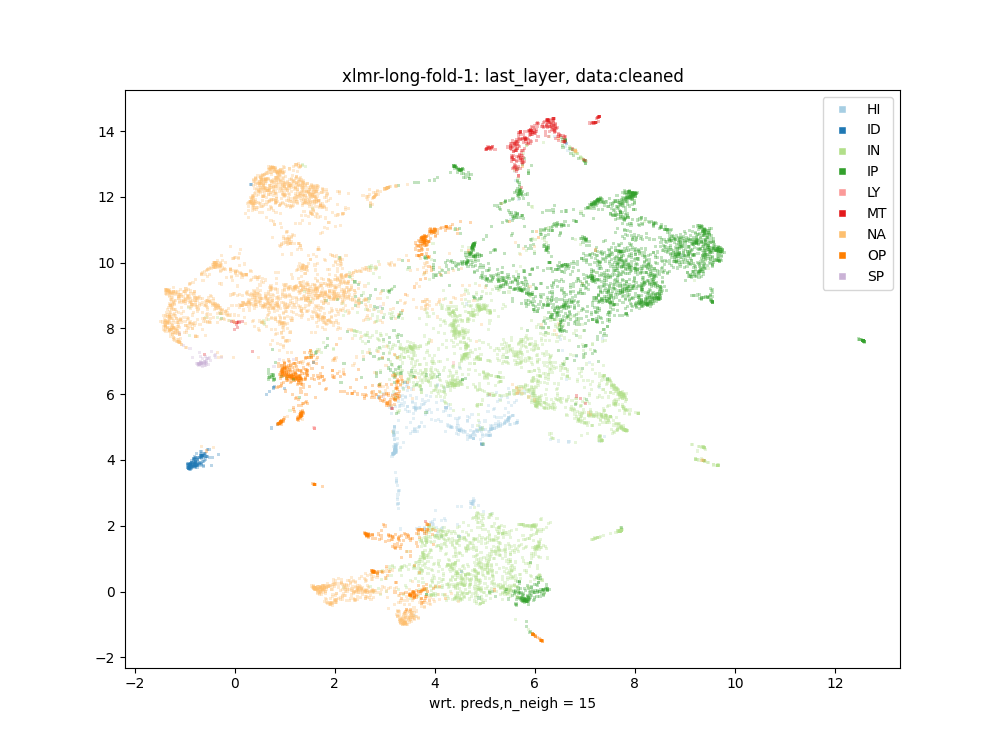 xlmr-long-fold-1: last_layer, data:cleaned
HI
ID
IN
IP
LY
MT
NA
OP
SP
14
12
10
8
6
4
2
0
−2
−2 0 2 4 6 8 10 12
wrt. preds,n_neigh = 15